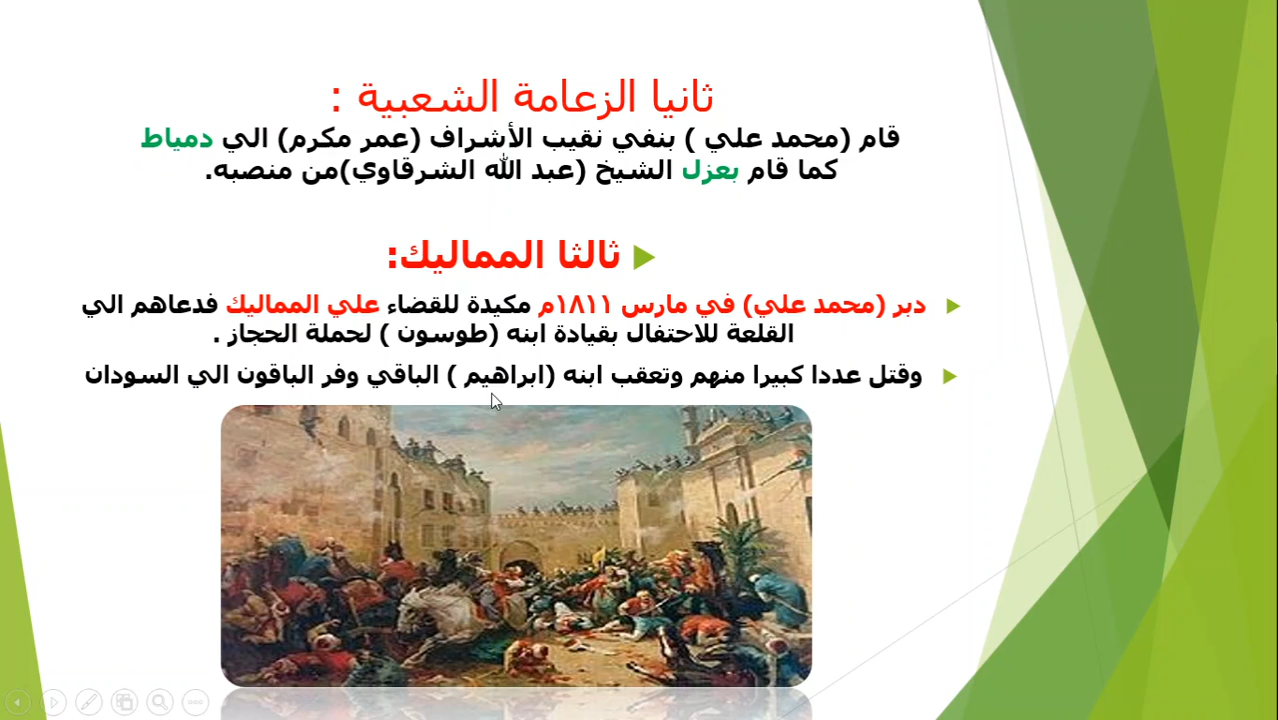 ثانيا الزعامة الشعبية :
قام (محمد علي ) بنفي نقيب الأشراف (عمر مكرم) الي دمياط
كما قام بعزل الشيخ (عبد الله الشرقاوي)من منصبه.
ثالثا المماليك:
دبر (محمد علي) في مارس ١٨١١م مكيدة للقضاء علي المماليك فدعاهم الي
القلعة للاحتفال بقيادة ابنه (طوسون ) لحملة الحجاز .
وقتل عددا كبيرا منهم وتعقب ابنه (ابراهيم ) الباقي وفر الباقون الي السودان